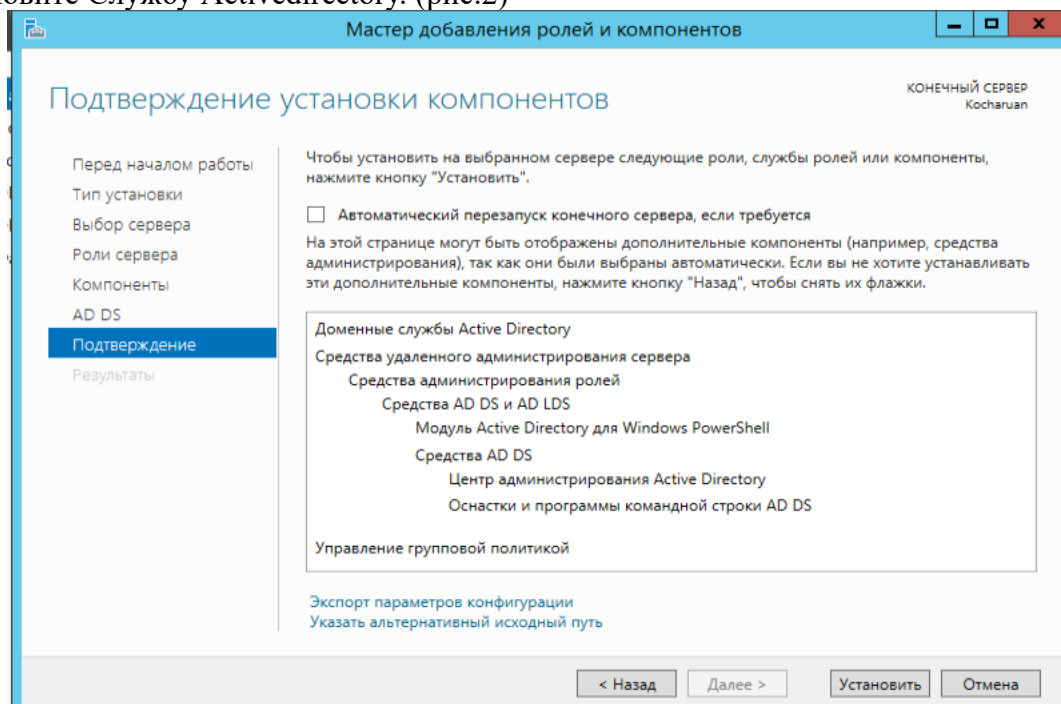 овите Службу Activedirectory. (рис.2)
Мастер добавления ролей и компонентов
Подтверждение установки компонентов
КОНЕЧНЫЙ СЕРВЕР
Kocharuan
Перед началом работы
Тип установки
Выбор сервера
Роли сервера
Компоненты
AD DS
Подтверждение
Результаты
Чтобы установить на выбранном сервере следующие роли, службы ролей или компоненты,
нажмите кнопку "Установить".
Автоматический перезапуск конечного сервера, если требуется
На этой странице могут быть отображены дополнительные компоненты (например, средства
администрирования), так как они были выбраны автоматически. Если вы не хотите устанавливать
эти дополнительные компоненты, нажмите кнопку "Назад", чтобы снять их флажки.
Доменные службы Active Directory
Средства удаленного администрирования сервера
Средства администрирования ролей
Средства AD DS и AD LDS
Модуль Active Directory для Windows PowerShell
Средства AD DS
Центр администрирования Active Directory
Оснастки и программы командной строки AD DS
Управление групповой политикой
Экспорт параметров конфигурации
Указать альтернативный исходный путь
< Назад
Далее >
Установить
Отмена